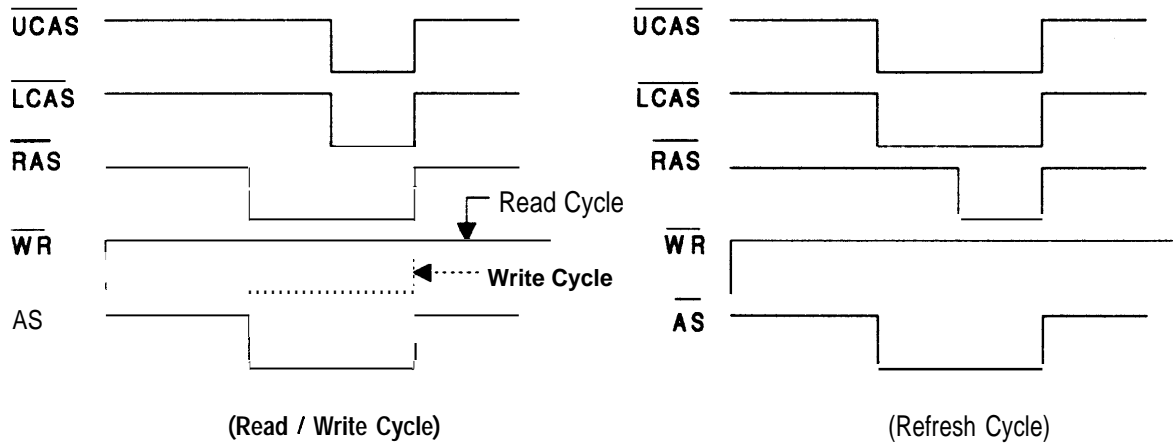 UCAS
LCAS
RAS
Read Cycle
WR
Write Cycle
AS
(Read / Write Cycle)
UCAS
LCAS
RAS
WR
AS
(Refresh Cycle)